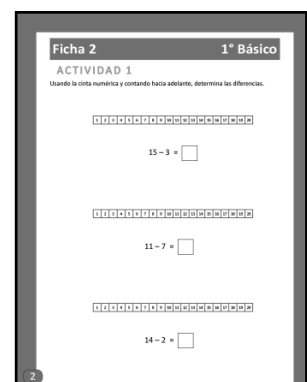 Ficha 2 1° Básico
ACTIVIDAD 1
Usando la cinta numérica y contando hacia adelante, determina las diferencias.
1 2 3 4 5 6 7 8 9 10 11 12 13 14 15 16 17 18 19 20
15 – 3 =
1 2 3 4 5 6 7 8 9 10 11 12 13 14 15 16 17 18 19 20
11 – 7 =
1 2 3 4 5 6 7 8 9 10 11 12 13 14 15 16 17 18 19 20
14 – 2 =
2